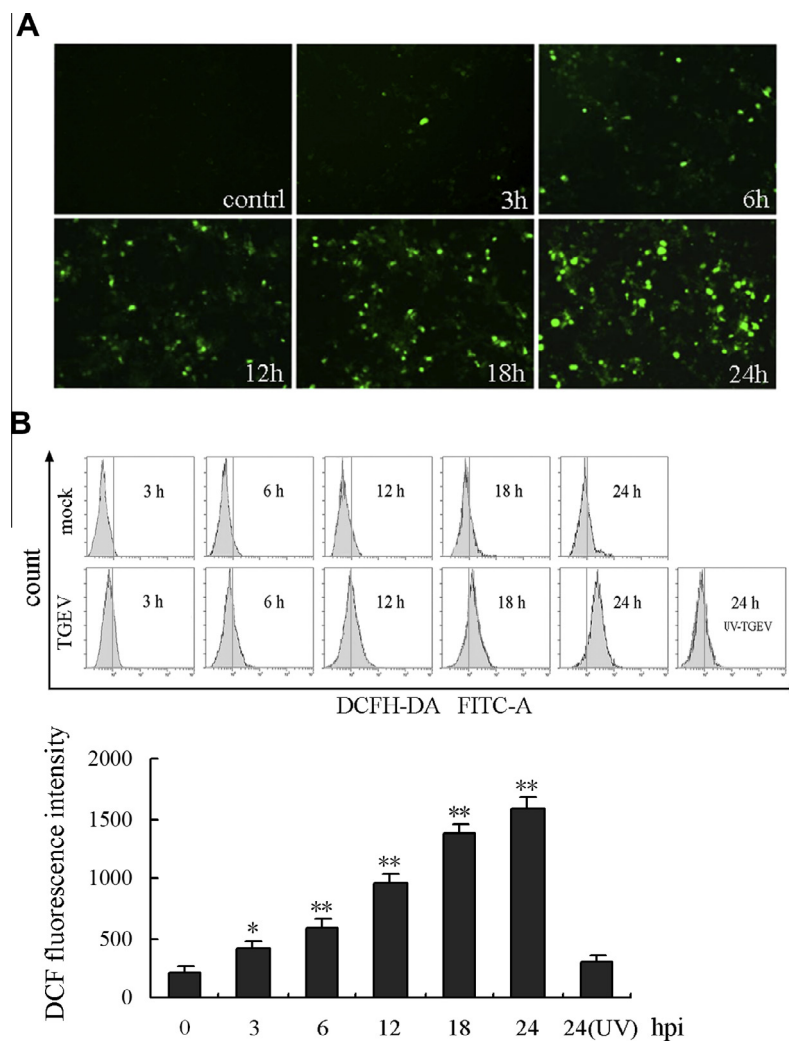 A
contrl
3h
6h
12h
18h
24h
B
count
mock
3 h
6 h
12 h
18 h
24 h
TGEV
3 h
6 h
12 h
18 h
24 h
24 h
UV-TGEV
DCFH-DA FITC-A
DCF fluorescence intensity
2000
1500
1000
500
0
*
**
**
**
**
0 3 6 12 18 24 24(UV) hpi